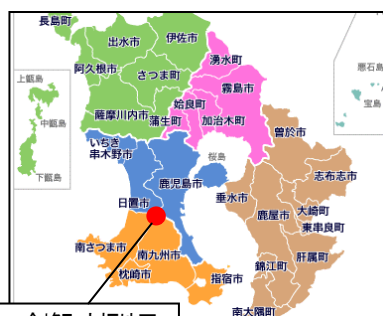 長島町
出水市
伊佐市
湧水町
阿久根市
さつま町
霧島市
上甑島
中甑島
下甑島
悪石島
宝島
姶良町
薩摩川内市
蒲生町
加治木町
曽於市
いちき
串木野市
桜島
鹿児島市
志布志市
日置市
垂水市
鹿屋市
大崎町
東串良町
南さつま市
南九州市
錦江町
肝属町
枕崎市
指宿市
南大隅町